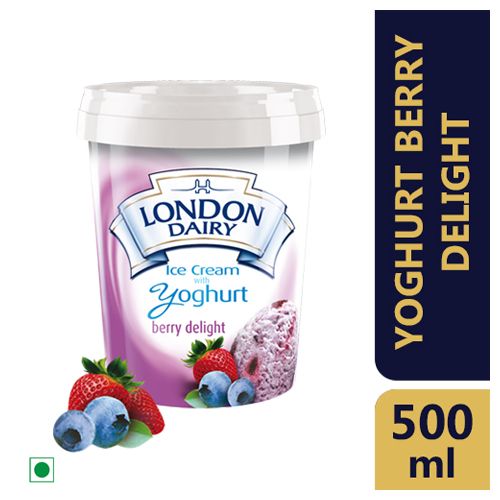 LONDON
DAIRY
Ice Cream
with
Yoghurt
berry delight
YOGHURT BERRY
DELIGHT
500
ml